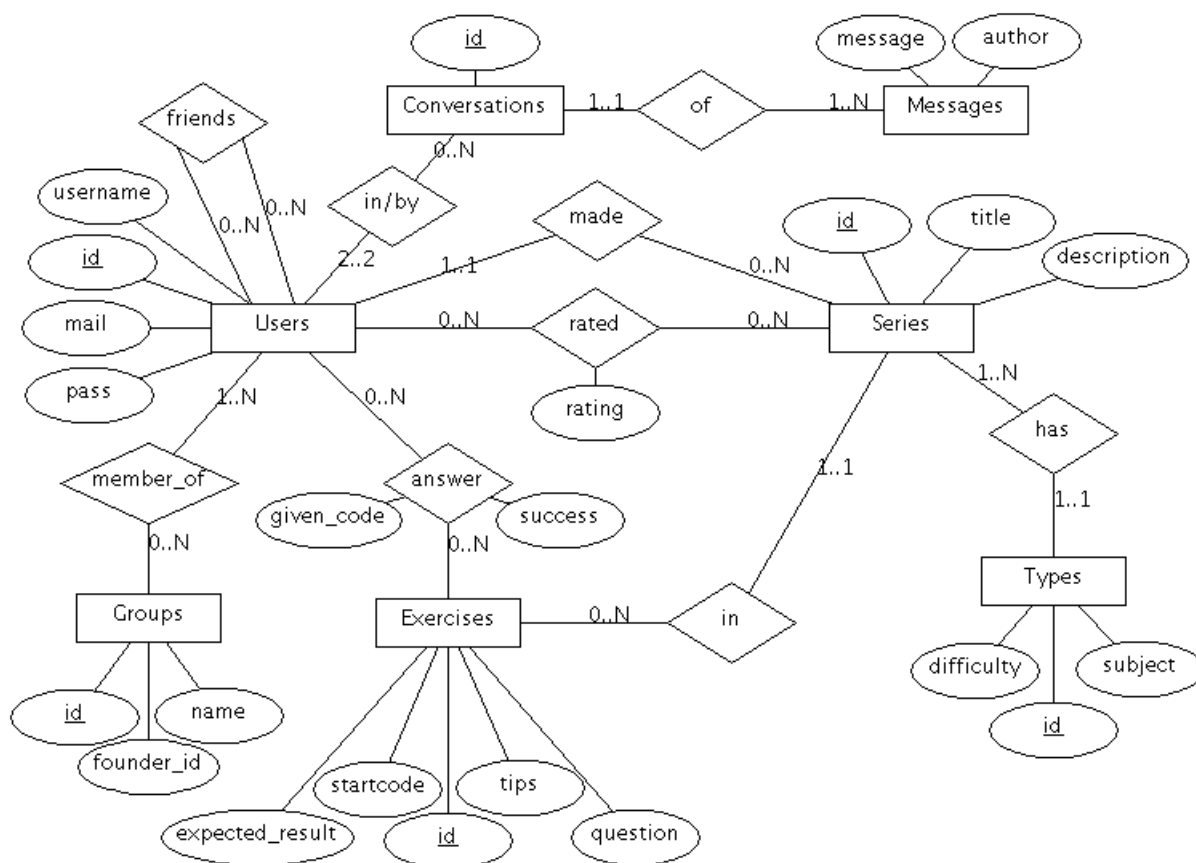 id
message
author
Conversations
1..1
of
1..N
Messages
friends
0..N
username
in/by
made
id
title
0..N
0..N
id
2..2
1..1
0..N
description
mail
Users
0..N
rated
0..N
Series
pass
1..N
0..N
rating
1..N
has
member_of
answer
1..1
given_code
success
1..1
0..N
0..N
Types
Groups
Exercises
0..N
in
difficulty
subject
id
name
id
founder_id
startcode
tips
expected_result
id
question